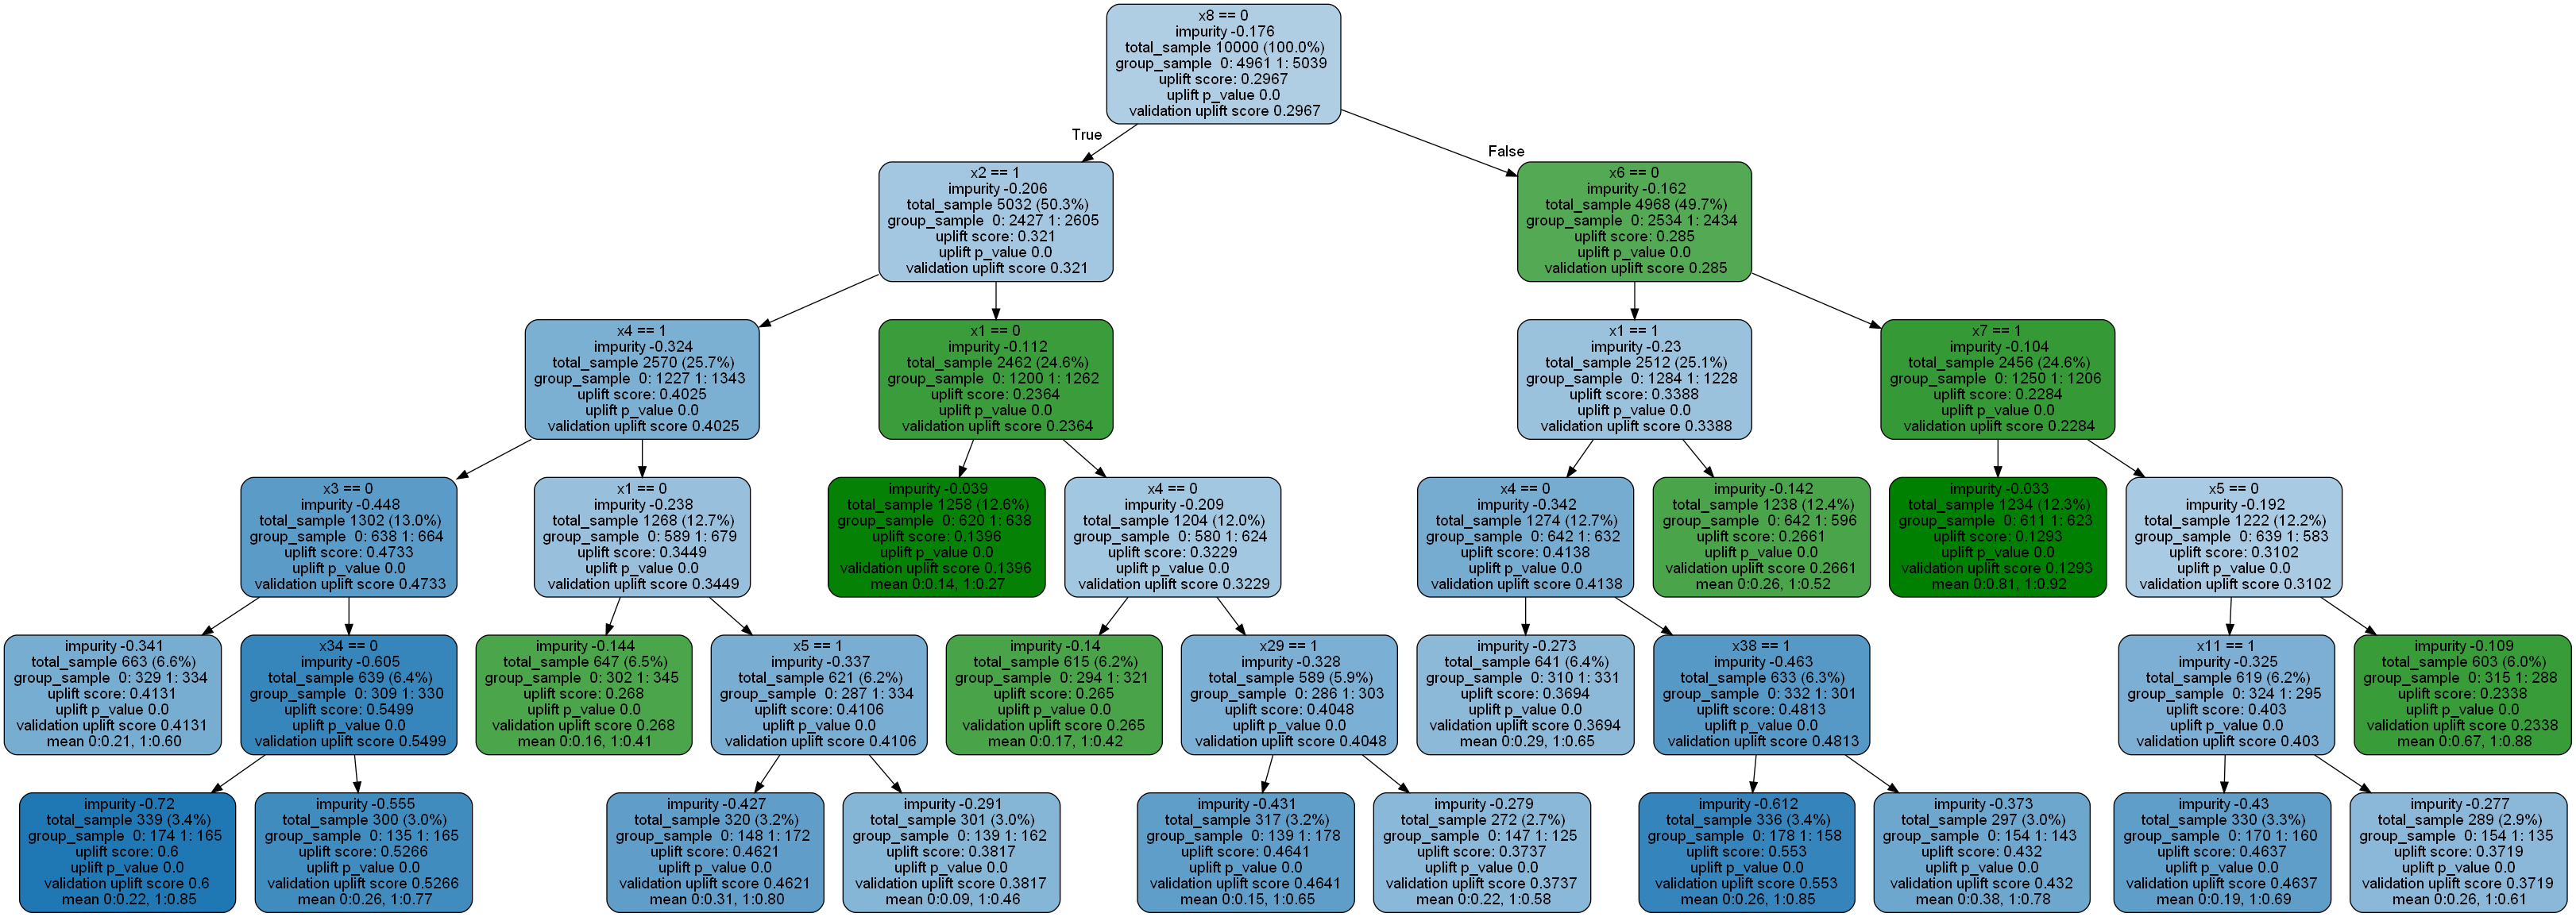 x8 == 0
impurity -0.176
total_sample 10000 (100.0%)
group_sample 0: 4961 1: 5039
uplift score: 0.2967
uplift p_value 0.0
validation uplift score 0.2967
True
False
x2 == 1
impurity -0.206
total_sample 5032 (50.3%)
group_sample 0: 2427 1: 2605
uplift score: 0.321
uplift p_value 0.0
validation uplift score 0.321
x6 == 0
impurity -0.162
total_sample 4968 (49.7%)
group_sample 0: 2534 1: 2434
uplift score: 0.285
uplift p_value 0.0
validation uplift score 0.285
x4 == 1
impurity -0.324
total_sample 2570 (25.7%)
group_sample 0: 1227 1: 1343
uplift score: 0.4025
uplift p_value 0.0
validation uplift score 0.4025
x1 == 0
impurity -0.112
total_sample 2462 (24.6%)
group_sample 0: 1200 1: 1262
uplift score: 0.2364
uplift p_value 0.0
validation uplift score 0.2364
x1 == 1
impurity -0.23
total_sample 2512 (25.1%)
group_sample 0: 1284 1: 1228
uplift score: 0.3388
uplift p_value 0.0
validation uplift score 0.3388
x7 == 1
impurity -0.104
total_sample 2456 (24.6%)
group_sample 0: 1250 1: 1206
uplift score: 0.2284
uplift p_value 0.0
validation uplift score 0.2284
x3 == 0
impurity -0.448
total_sample 1302 (13.0%)
group_sample 0: 638 1: 664
uplift score: 0.4733
uplift p_value 0.0
validation uplift score 0.4733
x1 == 0
impurity -0.238
total_sample 1268 (12.7%)
group_sample 0: 589 1: 679
uplift score: 0.3449
uplift p_value 0.0
validation uplift score 0.3449
impurity -0.039
total_sample 1258 (12.6%)
group_sample 0: 620 1: 638
uplift score: 0.1396
uplift p_value 0.0
validation uplift score 0.1396
mean 0:0.14, 1:0.27
x4 == 0
impurity -0.209
total_sample 1204 (12.0%)
group_sample 0: 580 1: 624
uplift score: 0.3229
uplift p_value 0.0
validation uplift score 0.3229
x4 == 0
impurity -0.342
total_sample 1274 (12.7%)
group_sample 0: 642 1: 632
uplift score: 0.4138
uplift p_value 0.0
validation uplift score 0.4138
impurity -0.142
total_sample 1238 (12.4%)
group_sample 0: 642 1: 596
uplift score: 0.2661
uplift p_value 0.0
validation uplift score 0.2661
mean 0:0.26, 1:0.52
impurity -0.033
total_sample 1234 (12.3%)
group_sample 0: 611 1: 623
uplift score: 0.1293
uplift p_value 0.0
validation uplift score 0.1293
mean 0:0.81, 1:0.92
x5 == 0
impurity -0.192
total_sample 1222 (12.2%)
group_sample 0: 639 1: 583
uplift score: 0.3102
uplift p_value 0.0
validation uplift score 0.3102
impurity -0.341
total_sample 663 (6.6%)
group_sample 0: 329 1: 334
uplift score: 0.4131
uplift p_value 0.0
validation uplift score 0.4131
mean 0:0.21, 1:0.60
x34 == 0
impurity -0.605
total_sample 639 (6.4%)
group_sample 0: 309 1: 330
uplift score: 0.5499
uplift p_value 0.0
validation uplift score 0.5499
impurity -0.144
total_sample 647 (6.5%)
group_sample 0: 302 1: 345
uplift score: 0.268
uplift p_value 0.0
validation uplift score 0.268
mean 0:0.16, 1:0.41
x5 == 1
impurity -0.337
total_sample 621 (6.2%)
group_sample 0: 287 1: 334
uplift score: 0.4106
uplift p_value 0.0
validation uplift score 0.4106
impurity -0.14
total_sample 615 (6.2%)
group_sample 0: 294 1: 321
uplift score: 0.265
uplift p_value 0.0
validation uplift score 0.265
mean 0:0.17, 1:0.42
x29 == 1
impurity -0.328
total_sample 589 (5.9%)
group_sample 0: 286 1: 303
uplift score: 0.4048
uplift p_value 0.0
validation uplift score 0.4048
impurity -0.273
total_sample 641 (6.4%)
group_sample 0: 310 1: 331
uplift score: 0.3694
uplift p_value 0.0
validation uplift score 0.3694
mean 0:0.29, 1:0.65
x38 == 1
impurity -0.463
total_sample 633 (6.3%)
group_sample 0: 332 1: 301
uplift score: 0.4813
uplift p_value 0.0
validation uplift score 0.4813
x11 == 1
impurity -0.325
total_sample 619 (6.2%)
group_sample 0: 324 1: 295
uplift score: 0.403
uplift p_value 0.0
validation uplift score 0.403
impurity -0.109
total_sample 603 (6.0%)
group_sample 0: 315 1: 288
uplift score: 0.2338
uplift p_value 0.0
validation uplift score 0.2338
mean 0:0.67, 1:0.88
impurity -0.72
total_sample 339 (3.4%)
group_sample 0: 174 1: 165
uplift score: 0.6
uplift p_value 0.0
validation uplift score 0.6
mean 0:0.22, 1:0.85
impurity -0.555
total_sample 300 (3.0%)
group_sample 0: 135 1: 165
uplift score: 0.5266
uplift p_value 0.0
validation uplift score 0.5266
mean 0:0.26, 1:0.77
impurity -0.427
total_sample 320 (3.2%)
group_sample 0: 148 1: 172
uplift score: 0.4621
uplift p_value 0.0
validation uplift score 0.4621
mean 0:0.31, 1:0.80
impurity -0.291
total_sample 301 (3.0%)
group_sample 0: 139 1: 162
uplift score: 0.3817
uplift p_value 0.0
validation uplift score 0.3817
mean 0:0.09, 1:0.46
impurity -0.431
total_sample 317 (3.2%)
group_sample 0: 139 1: 178
uplift score: 0.4641
uplift p_value 0.0
validation uplift score 0.4641
mean 0:0.15, 1:0.65
impurity -0.279
total_sample 272 (2.7%)
group_sample 0: 147 1: 125
uplift score: 0.3737
uplift p_value 0.0
validation uplift score 0.3737
mean 0:0.22, 1:0.58
impurity -0.612
total_sample 336 (3.4%)
group_sample 0: 178 1: 158
uplift score: 0.553
uplift p_value 0.0
validation uplift score 0.553
mean 0:0.26, 1:0.85
impurity -0.373
total_sample 297 (3.0%)
group_sample 0: 154 1: 143
uplift score: 0.432
uplift p_value 0.0
validation uplift score 0.432
mean 0:0.38, 1:0.78
impurity -0.43
total_sample 330 (3.3%)
group_sample 0: 170 1: 160
uplift score: 0.4637
uplift p_value 0.0
validation uplift score 0.4637
mean 0:0.19, 1:0.69
impurity -0.277
total_sample 289 (2.9%)
group_sample 0: 154 1: 135
uplift score: 0.3719
uplift p_value 0.0
validation uplift score 0.3719
mean 0:0.26, 1:0.61